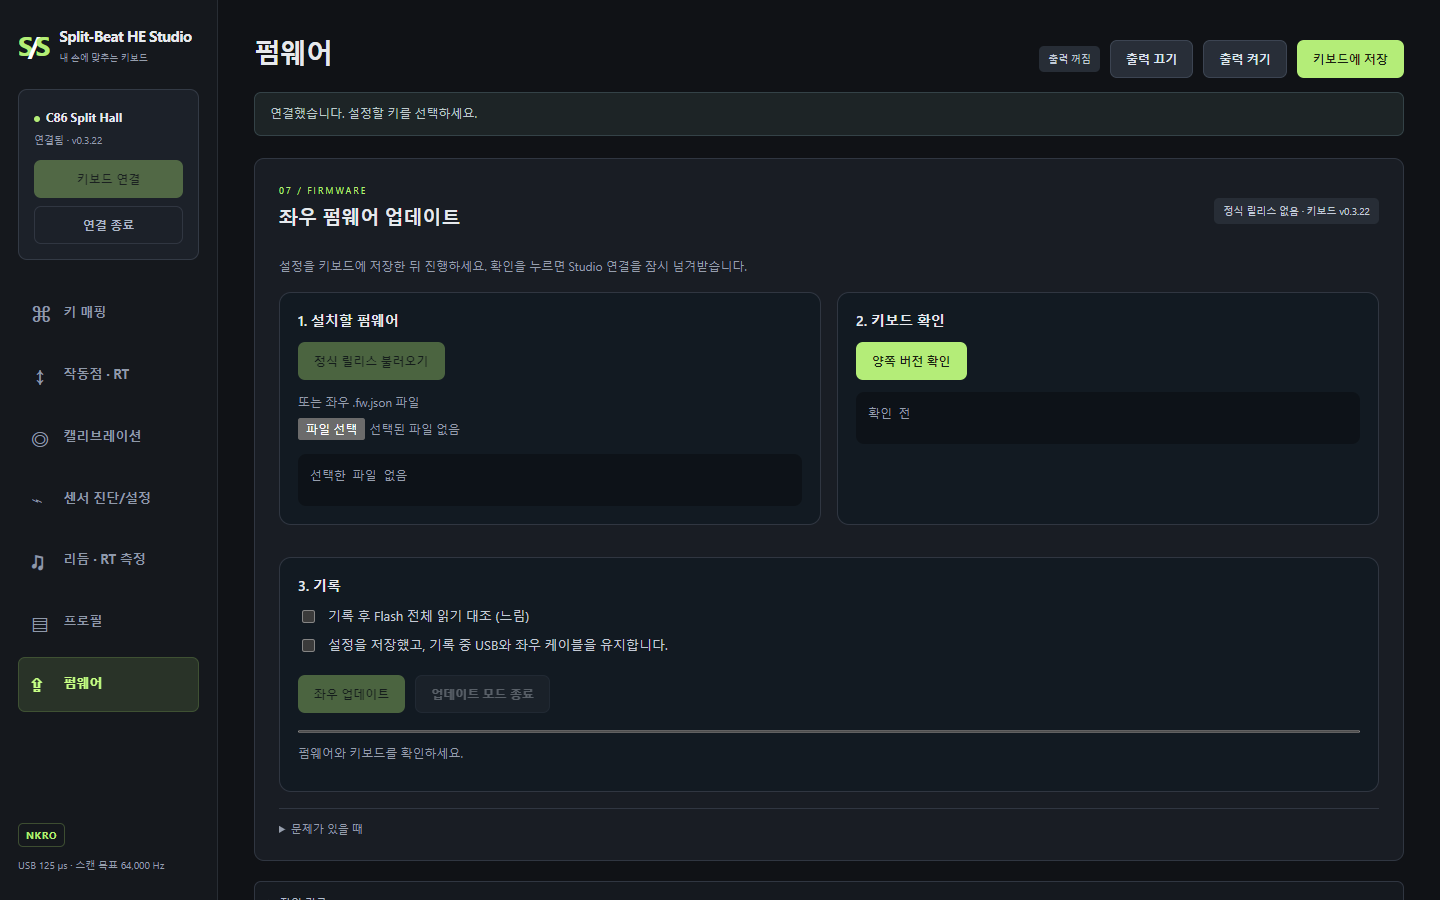 S/S
Split-Beat HE Studio
내 손에 맞추는 키보드
C86 Split Hall
연결됨 · v0.3.22
키보드 연결
연결 종료
키 매핑
작동점 · RT
캘리브레이션
센서 진단/설정
리듬 · RT 측정
프로필
펌웨어
NKRO
USB 125 µs · 스캔 목표 64,000 Hz
펌웨어
출력 꺼짐
출력 끄기
출력 켜기
키보드에 저장
연결했습니다. 설정할 키를 선택하세요.
07 / FIRMWARE
좌우 펌웨어 업데이트
정식 릴리스 없음 · 키보드 v0.3.22
설정을 키보드에 저장한 뒤 진행하세요. 확인을 누르면 Studio 연결을 잠시 넘겨받습니다.
1. 설치할 펌웨어
정식 릴리스 불러오기
또는 좌우 .fw.json 파일
파일 선택 선택된 파일 없음
선택한 파일 없음
2. 키보드 확인
양쪽 버전 확인
확인 전
3. 기록
기록 후 Flash 전체 읽기 대조 (느림)
설정을 저장했고, 기록 중 USB와 좌우 케이블을 유지합니다.
좌우 업데이트
업데이트 모드 종료
펌웨어와 키보드를 확인하세요.
▶ 문제가 있을 때